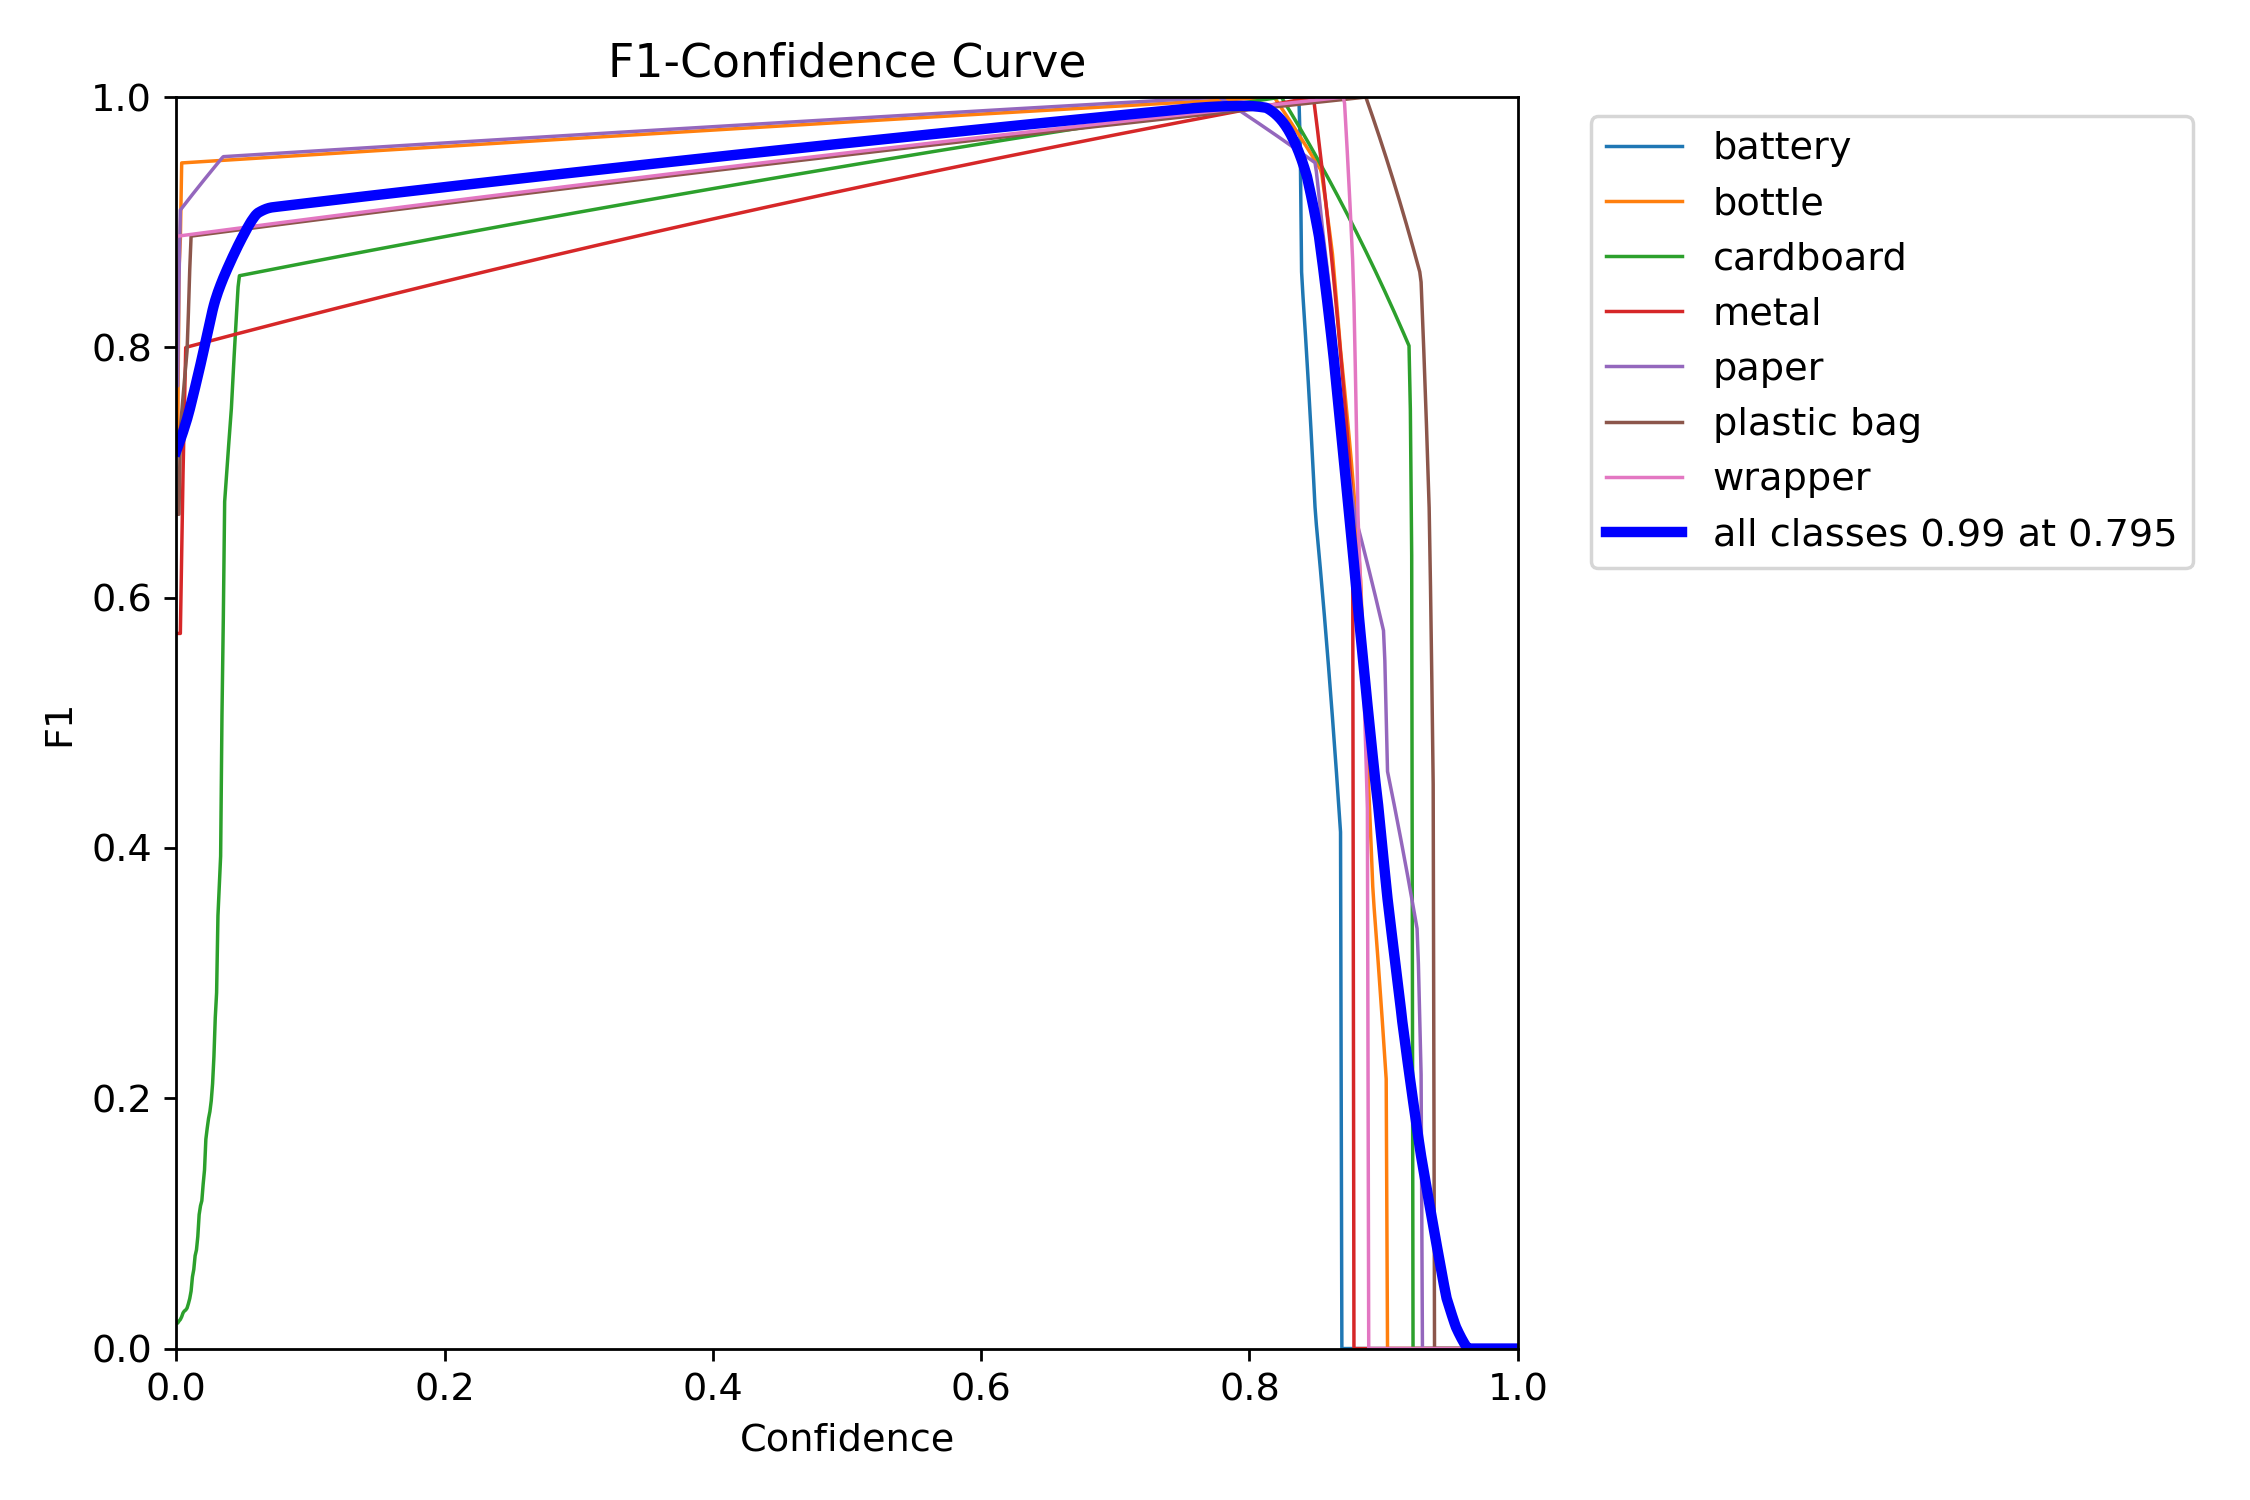 F1-Confidence Curve
1.0
0.8
0.6
0.4
0.2
0.0
F1
0.0 0.2 0.4 0.6 0.8 1.0
Confidence
battery
bottle
cardboard
metal
paper
plastic bag
wrapper
all classes 0.99 at 0.795